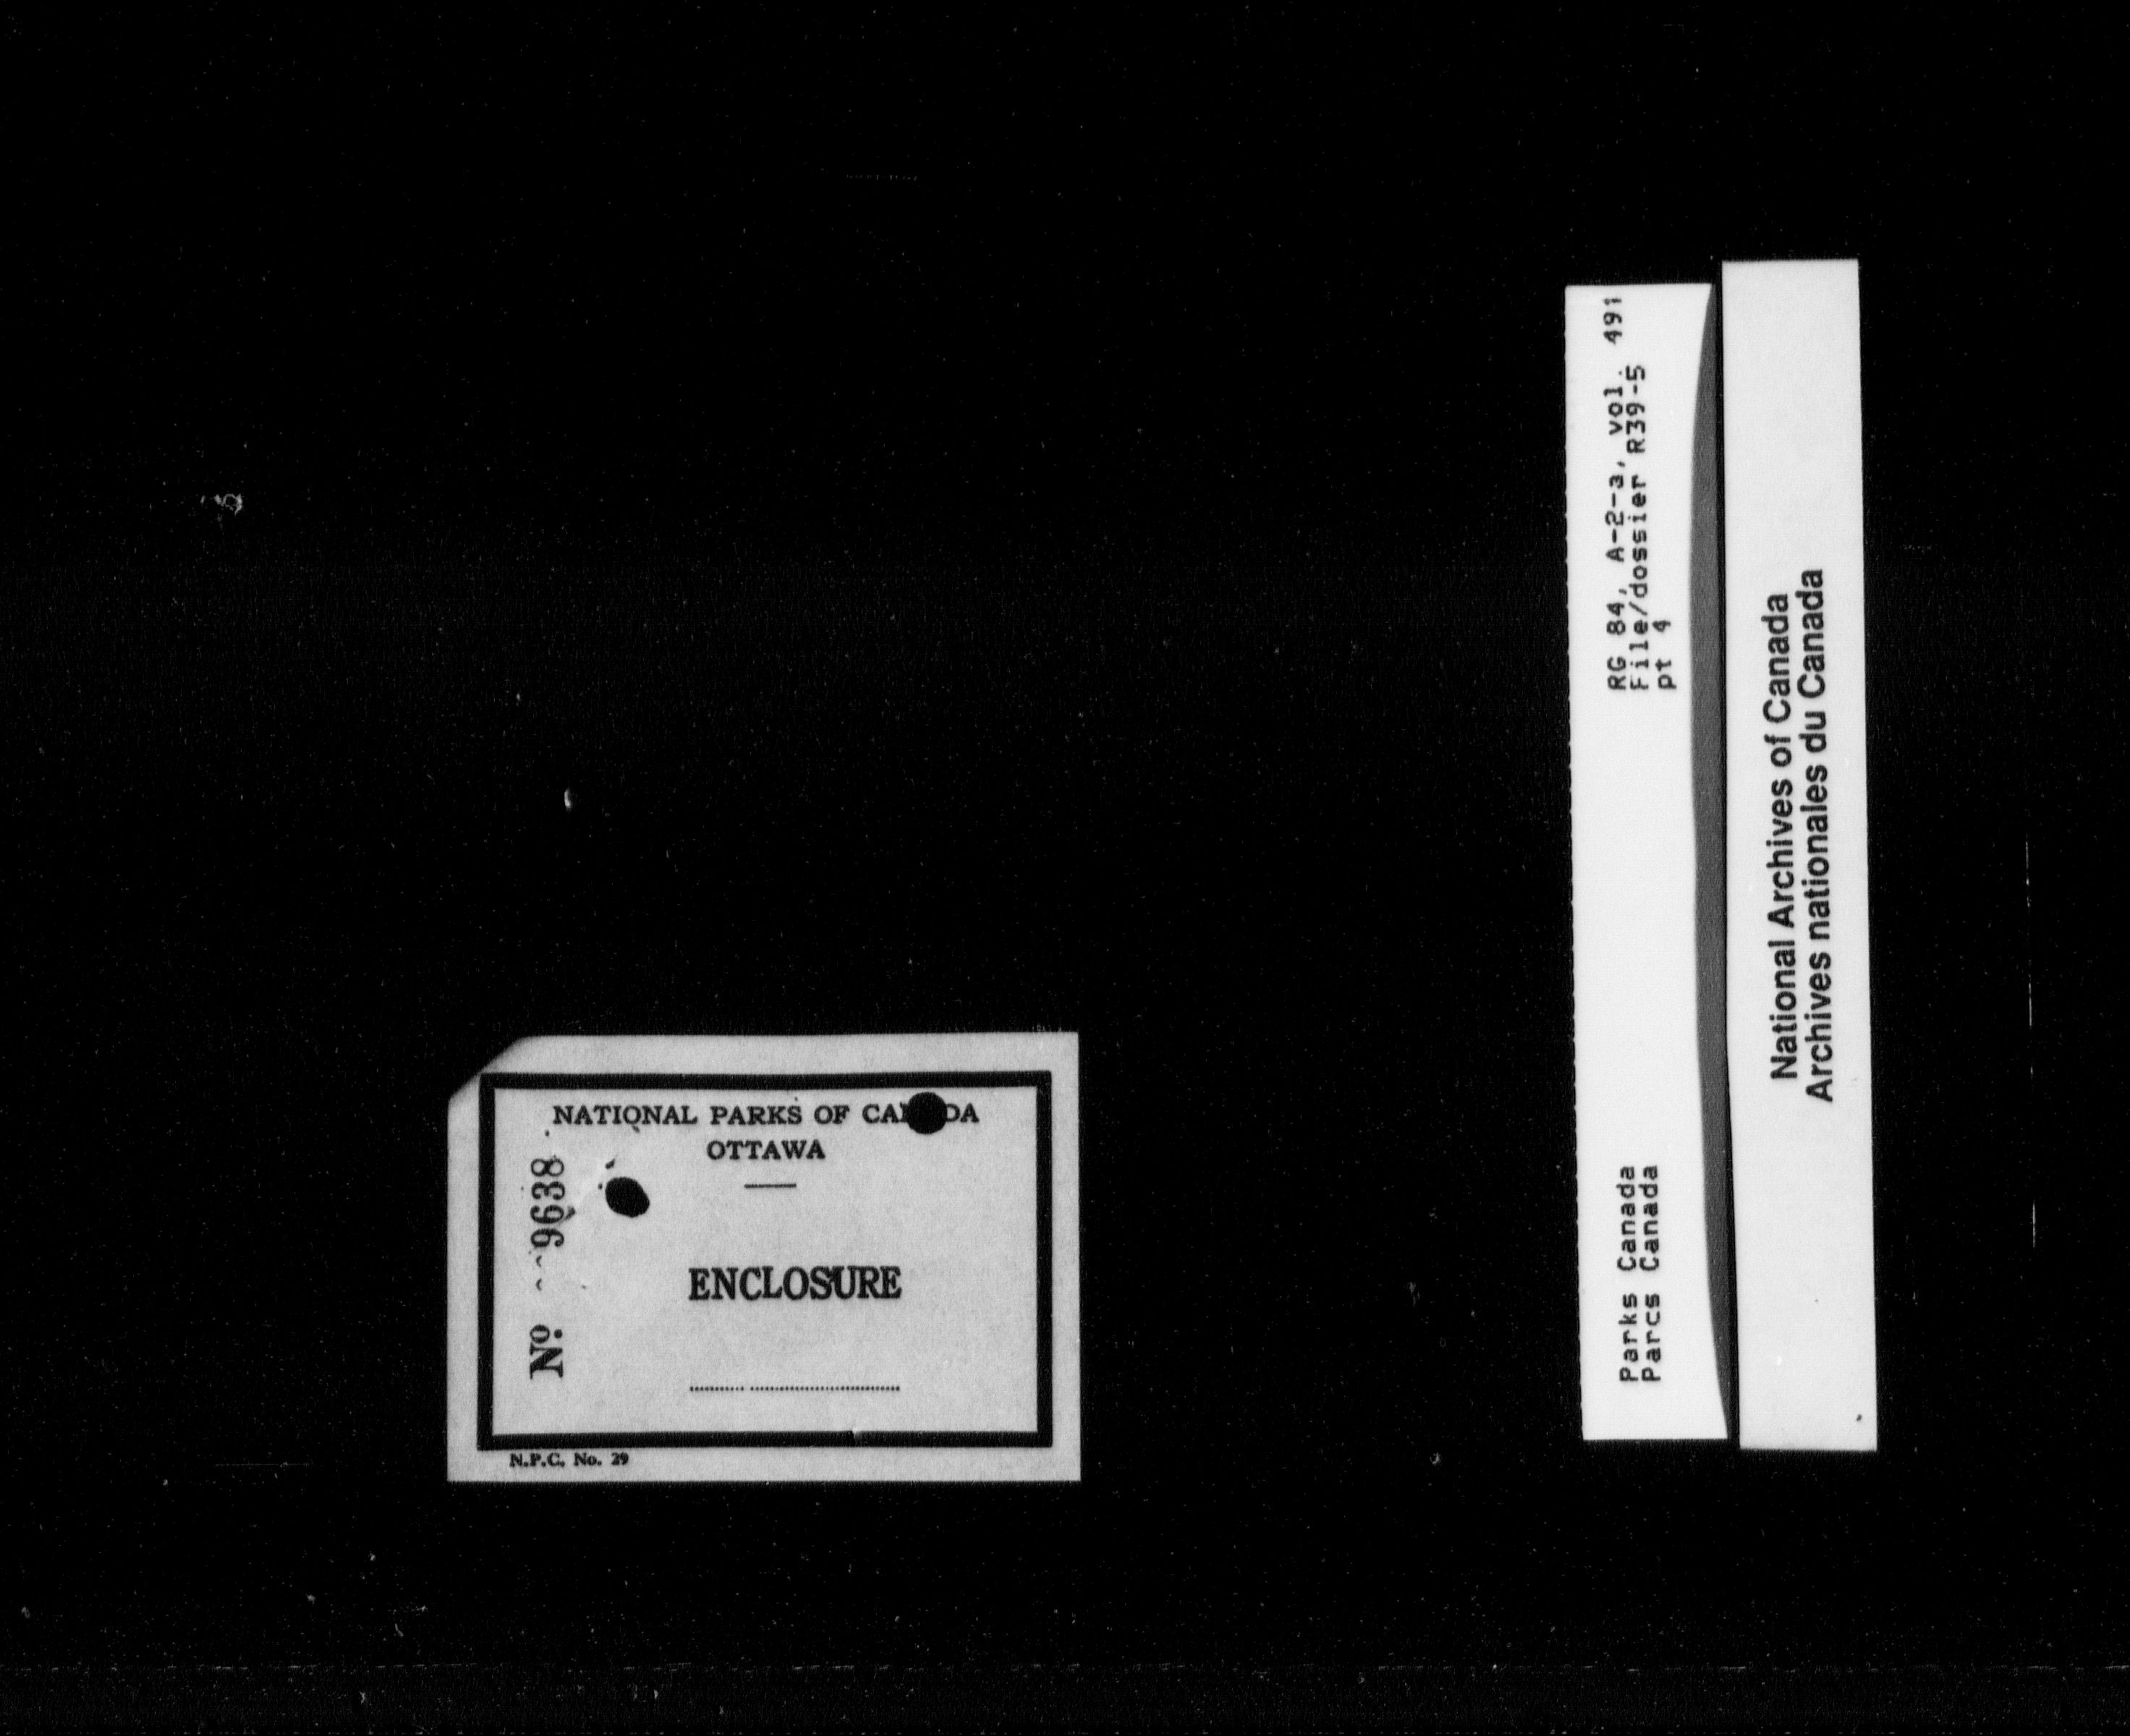 NATIONAL PARKS OF CANADA
OTTAWA
No. 9638
ENCLOSURE
N.P.C. No. 29
Parks Canada
Parcs Canada
RG 84, A-2-a, vol. 491
File/dossier R39-5
pt 4
National Archives of Canada
Archives nationales du Canada